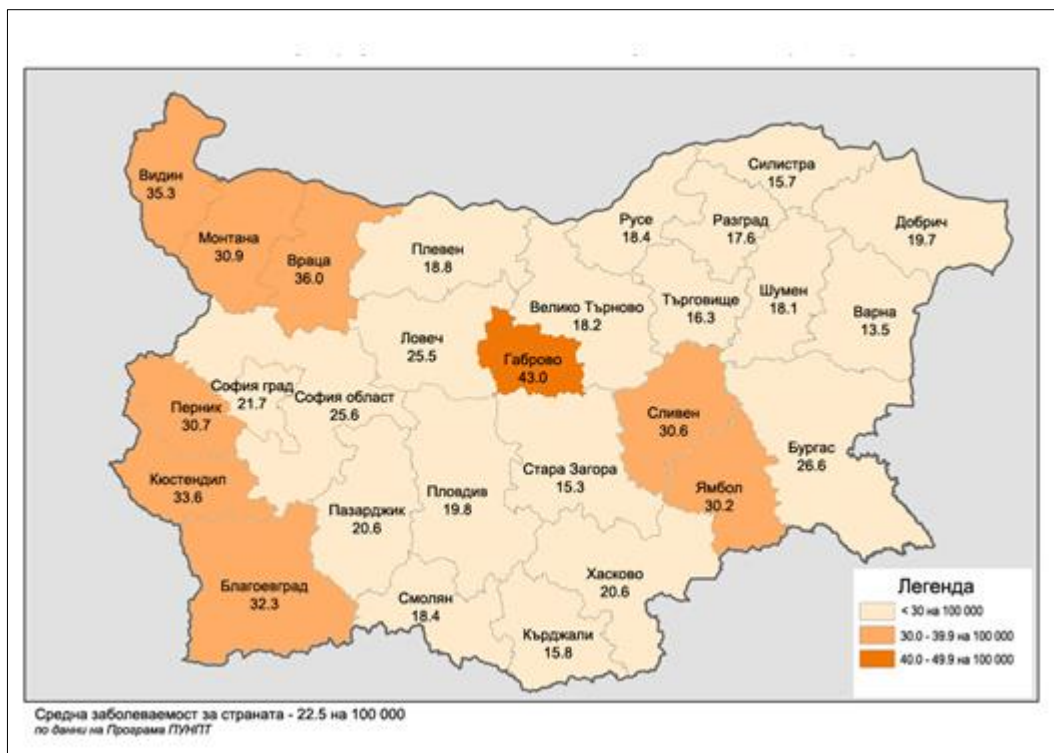 Силистра
15.7
Видин
35.3
Русе
18.4
Разград
17.6
Добрич
19.7
Монтана
30.9
Враца
36.0
Плевен
18.8
Велико Търново
18.2
Търговище
16.3
Шумен
18.1
Варна
13.5
Ловеч
25.5
Габрово
43.0
София град
21.7
София област
25.6
Перник
30.7
Сливен
30.6
Бургас
26.6
Кюстендил
33.6
Стара Загора
15.3
Ямбол
30.2
Пловдив
19.8
Пазарджик
20.6
Благоевград
32.3
Хасково
20.6
Смолян
18.4
Кърджали
15.8
Легенда
< 30 на 100 000
30.0 - 39.9 на 100 000
40.0 - 49.9 на 100 000
Средна заболеваемост за страната - 22.5 на 100 000
по данни на Програма ПУНПТ